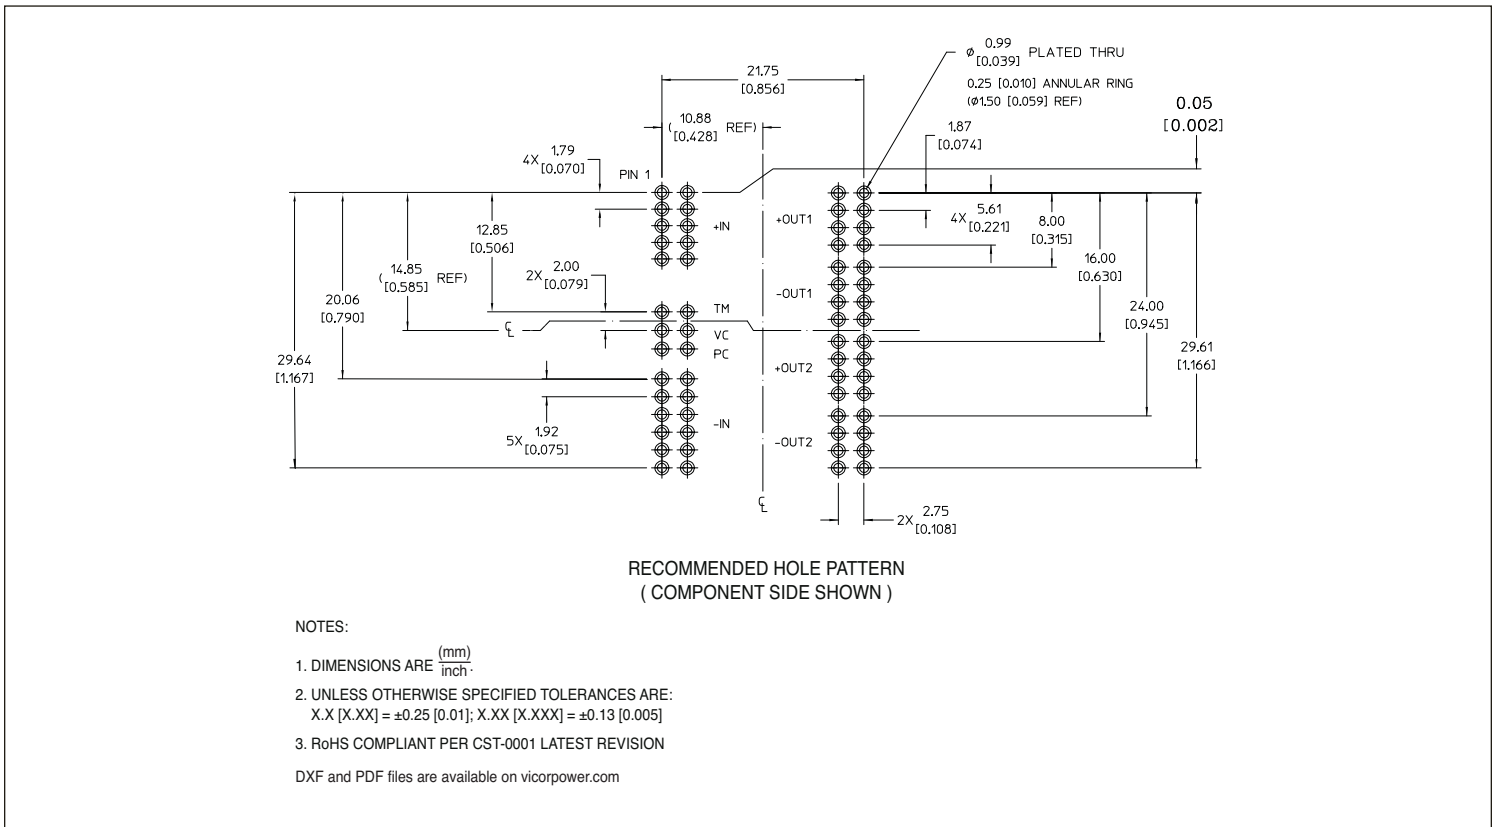 0.99
ø [0.039] PLATED THRU
0.25 [0.010] ANNULAR RING
(ø1.50 [0.059] REF)
21.75
[0.856]
0.05
[0.002]
( 10.88 REF)
[0.428]
1.87
[0.074]
4X 1.79
[0.070]
PIN 1
+IN
+OUT1
4X 5.61
[0.221]
8.00
[0.315]
12.85
[0.506]
16.00
[0.630]
( 14.85 REF)
[0.585]
2X 2.00
[0.079]
-OUT1
20.06
[0.790]
TM
24.00
[0.945]
℄
VC
PC
29.64
[1.167]
+OUT2
29.61
[1.166]
5X 1.92
[0.075]
-IN
-OUT2
℄
2X 2.75
[0.108]
RECOMMENDED HOLE PATTERN
( COMPONENT SIDE SHOWN )
NOTES:
1. DIMENSIONS ARE (mm)
inch.
2. UNLESS OTHERWISE SPECIFIED TOLERANCES ARE:
X.X [X.XX] = ±0.25 [0.01]; X.XX [X.XXX] = ±0.13 [0.005]
3. RoHS COMPLIANT PER CST-0001 LATEST REVISION
DXF and PDF files are available on vicorpower.com